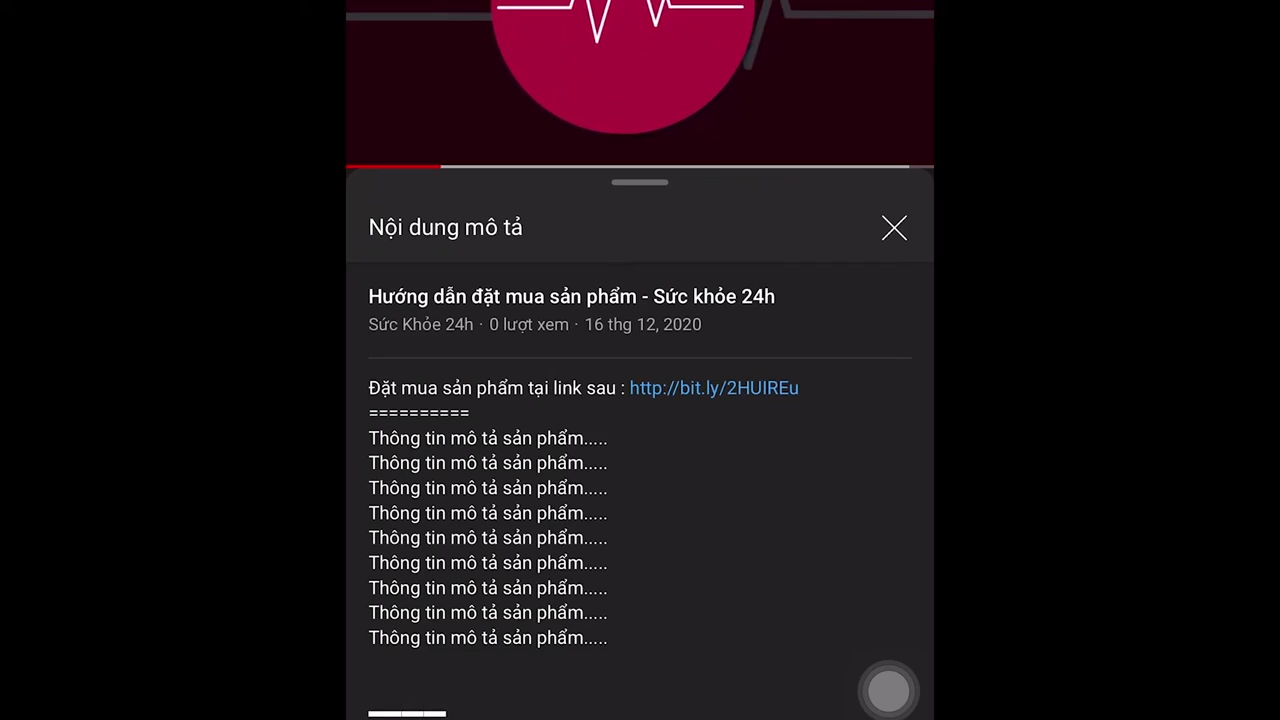 Nội dung mô tả
Hướng dẫn đặt mua sản phẩm - Sức khỏe 24h
Sức Khỏe 24h · 0 lượt xem · 16 thg 12, 2020
Đặt mua sản phẩm tại link sau : http://bit.ly/2HUIREu
==========
Thông tin mô tả sản phẩm.....
Thông tin mô tả sản phẩm.....
Thông tin mô tả sản phẩm.....
Thông tin mô tả sản phẩm.....
Thông tin mô tả sản phẩm.....
Thông tin mô tả sản phẩm.....
Thông tin mô tả sản phẩm.....
Thông tin mô tả sản phẩm.....
Thông tin mô tả sản phẩm.....